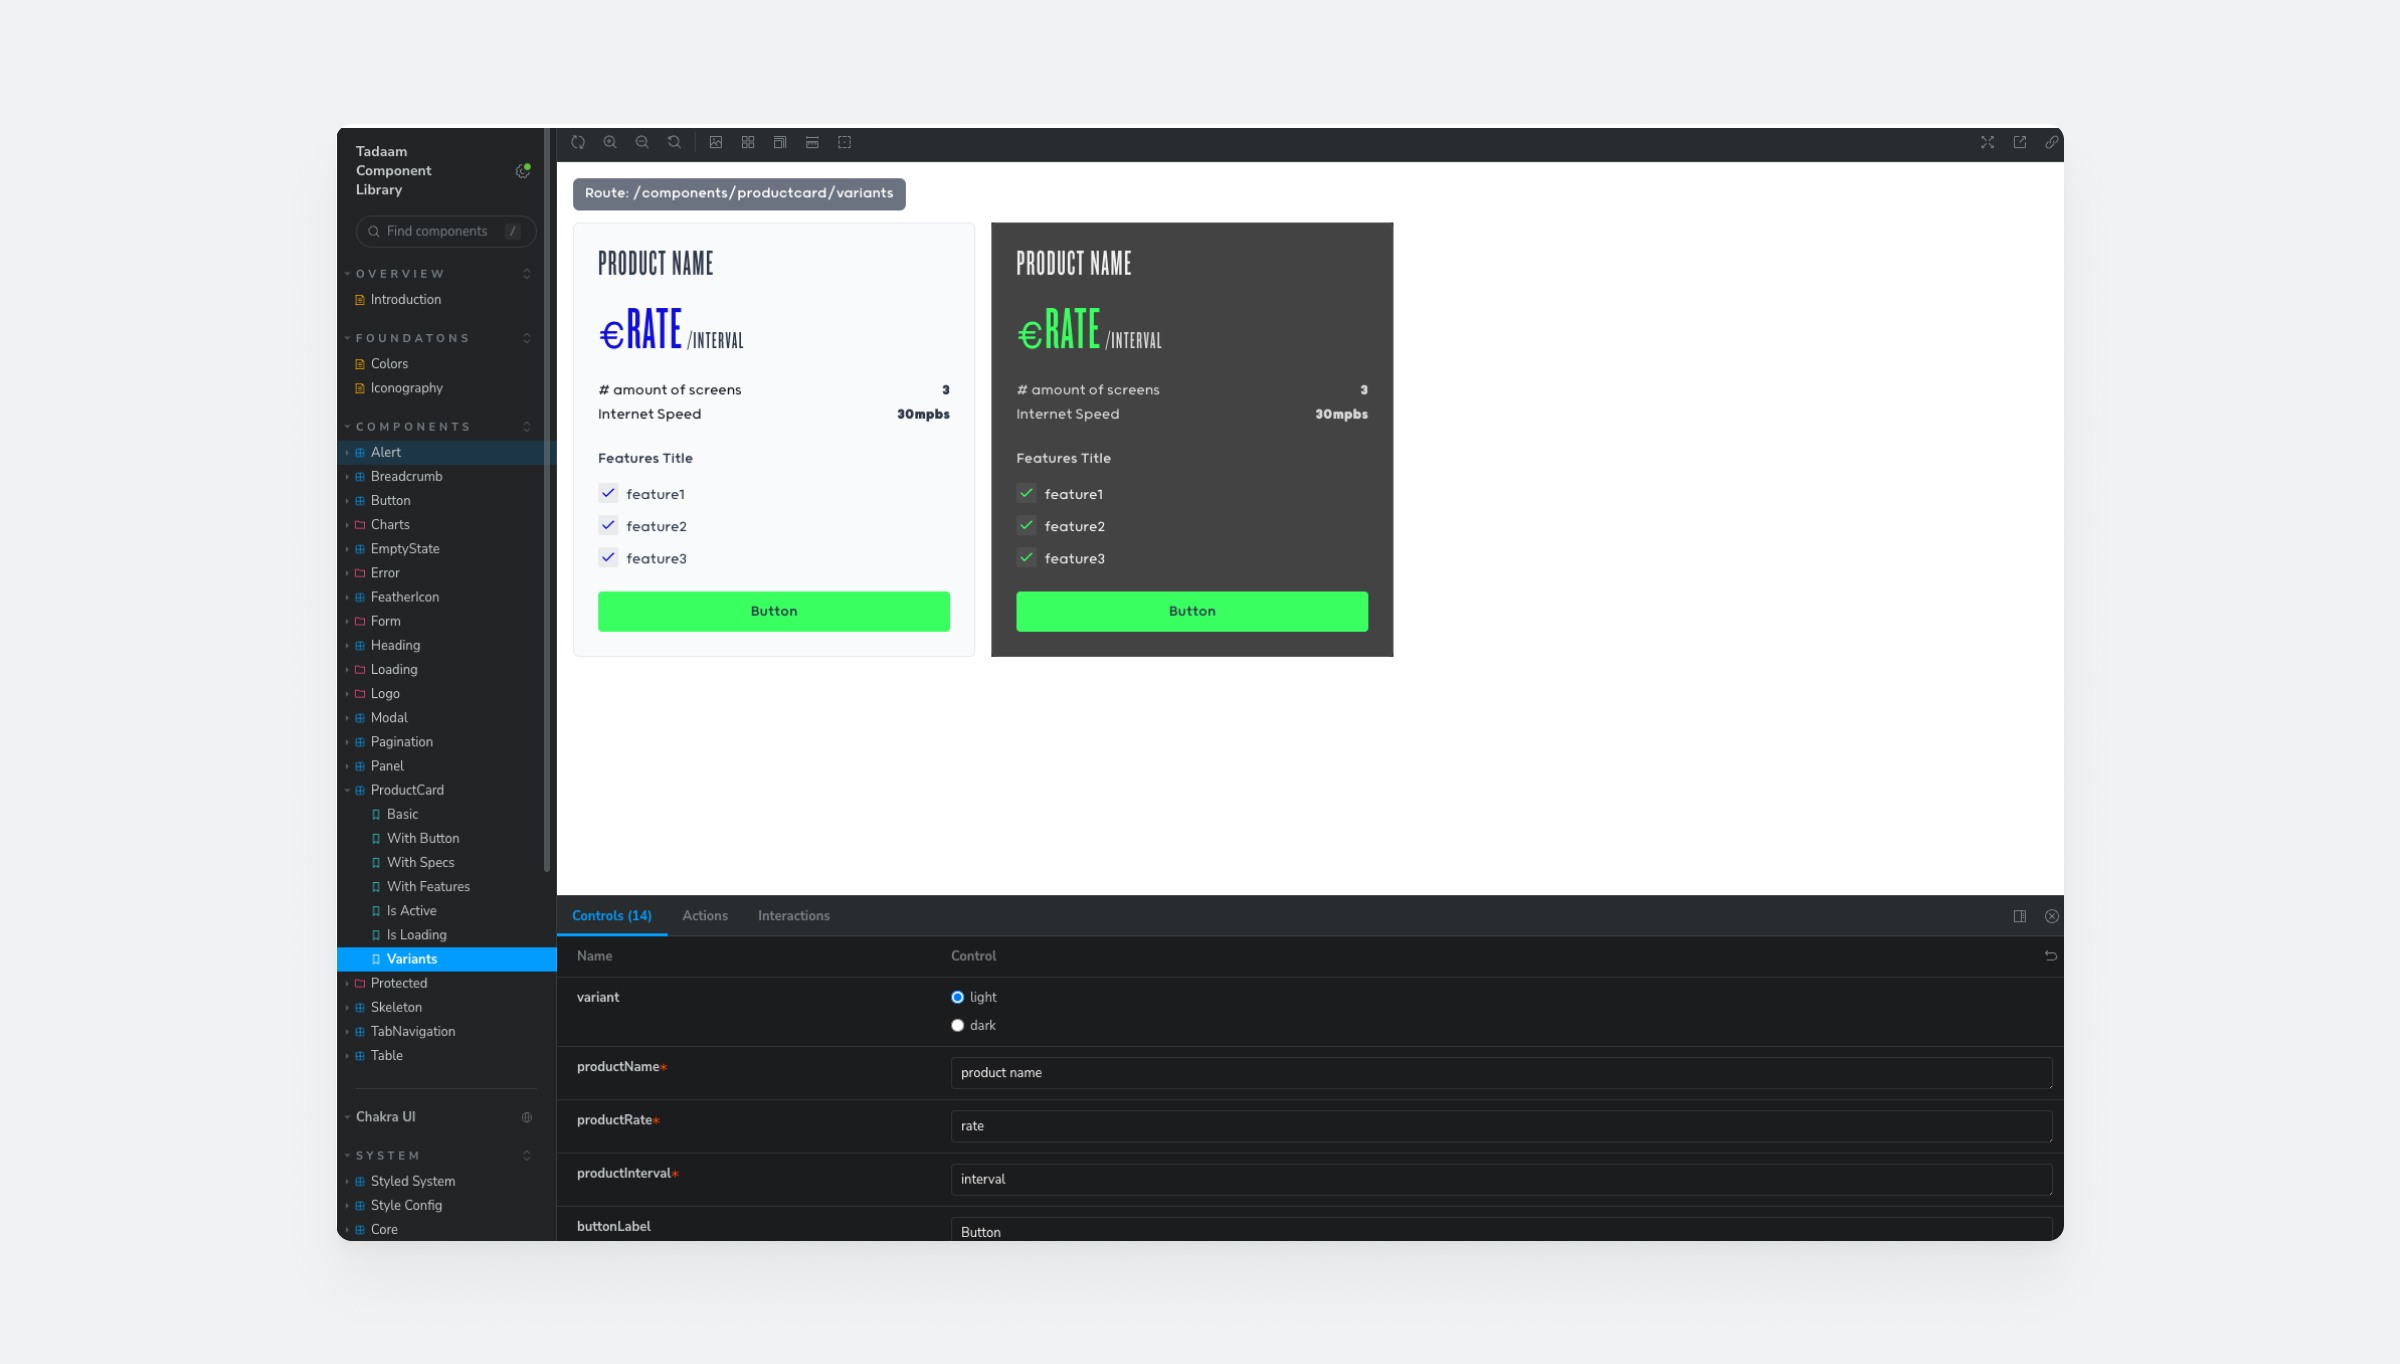 Tadaam
Component
Library
Find components /
OVERVIEW
Introduction
FOUNDATONS
Colors
Iconography
COMPONENTS
Alert
Breadcrumb
Button
Charts
EmptyState
Error
FeatherIcon
Form
Heading
Loading
Logo
Modal
Pagination
Panel
ProductCard
Basic
With Button
With Specs
With Features
Is Active
Is Loading
Variants
Protected
Skeleton
TabNavigation
Table
Chakra UI
SYSTEM
Styled System
Style Config
Core
Route: /components/productcard/variants
PRODUCT NAME
€RATE /INTERVAL
# amount of screens 3
Internet Speed 30mpbs
Features Title
feature1
feature2
feature3
Button
PRODUCT NAME
€RATE /INTERVAL
# amount of screens 3
Internet Speed 30mpbs
Features Title
feature1
feature2
feature3
Button
Controls (14) Actions Interactions
Name Control
variant light
dark
productName* product name
productRate* rate
productInterval* interval
buttonLabel Button